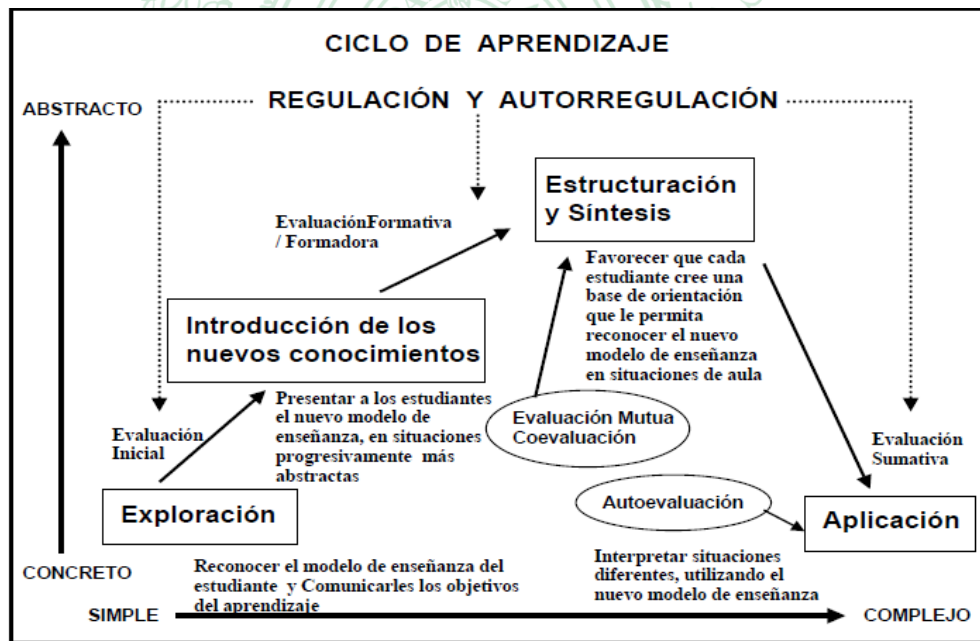 CICLO DE APRENDIZAJE
REGULACIÓN Y AUTORREGULACIÓN
ABSTRACTO
Estructuración
y Síntesis
EvaluaciónFormativa
/ Formadora
Favorecer que cada
estudiante cree una
base de orientación
que le permita
reconocer el nuevo
modelo de enseñanza
en situaciones de aula
Introducción de los
nuevos conocimientos
Presentar a los estudiantes
el nuevo modelo de
enseñanza, en situaciones
progresivamente más
abstractas
Evaluación Mutua
Coevaluación
Evaluación
Inicial
Evaluación
Sumativa
Exploración
Autoevaluación
Aplicación
Reconocer el modelo de enseñanza del
estudiante y Comunicarles los objetivos
del aprendizaje
Interpretar situaciones
diferentes, utilizando el
nuevo modelo de enseñanza
CONCRETO
SIMPLE
COMPLEJO